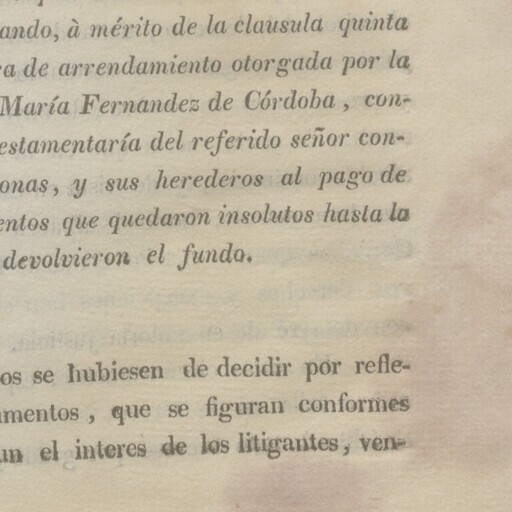 ando, à mérito de la clausula quinta
ra de arrendamiento otorgada por la
María Fernandez de Córdoba, con-
estamentaría del referido señor con-
onas, y sus herederos al pago de
entos que quedaron insolutos hasta la
devolvieron el fundo.
os se hubiesen de decidir por refle-
amentos, que se figuran conformes
un el interes de los litigantes, ven-